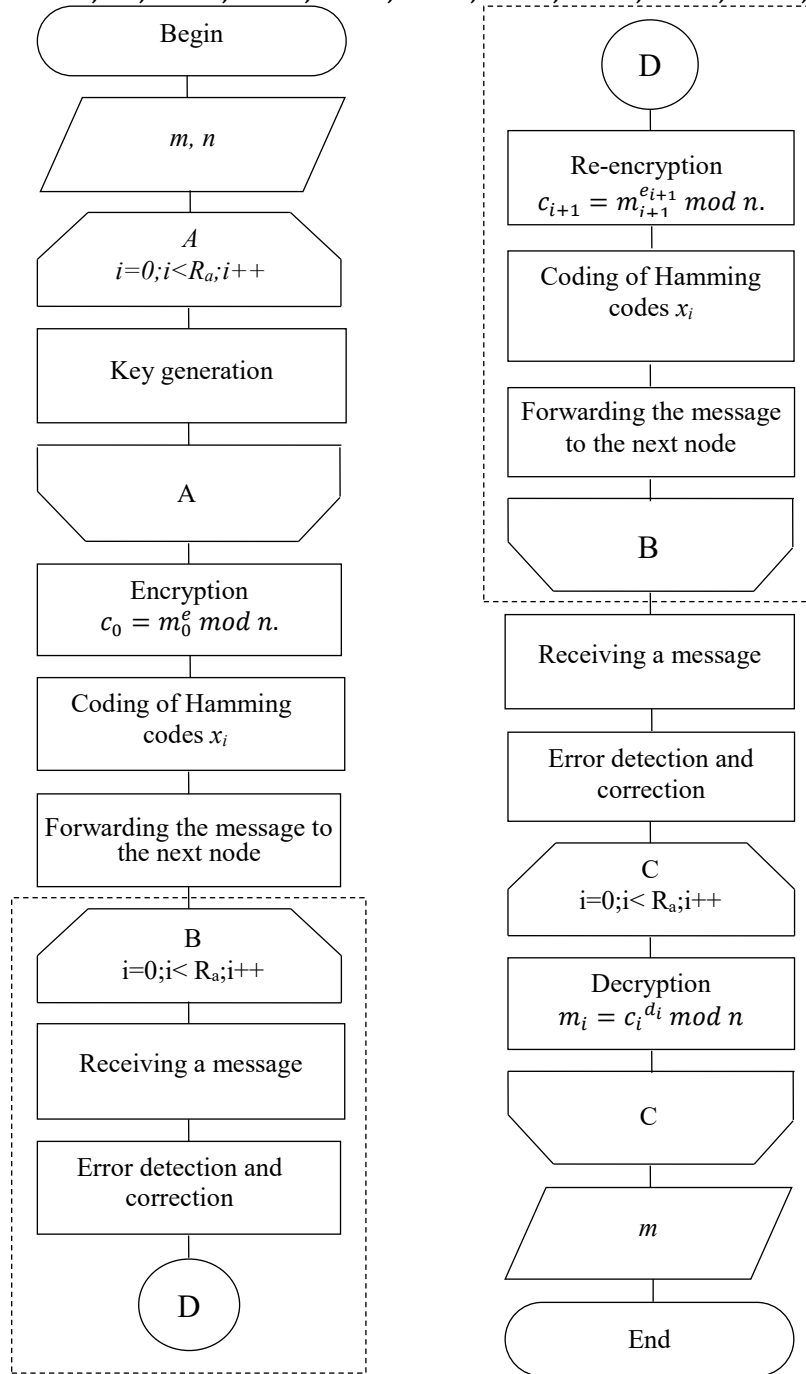 Begin
m, n
A
i=0;i<Rₐ;i++
Key generation
A
Encryption
c₀ = m₀ᵉ mod n.
Coding of Hamming
codes xᵢ
Forwarding the message to
the next node
B
i=0;i< Rₐ;i++
Receiving a message
Error detection and
correction
D
D
Re-encryption
cᵢ₊₁ = mᵢ₊₁^{eᵢ₊₁} mod n.
Coding of Hamming
codes xᵢ
Forwarding the message
to the next node
B
Receiving a message
Error detection and
correction
C
i=0;i< Rₐ;i++
Decryption
mᵢ = cᵢ^{dᵢ} mod n
C
m
End